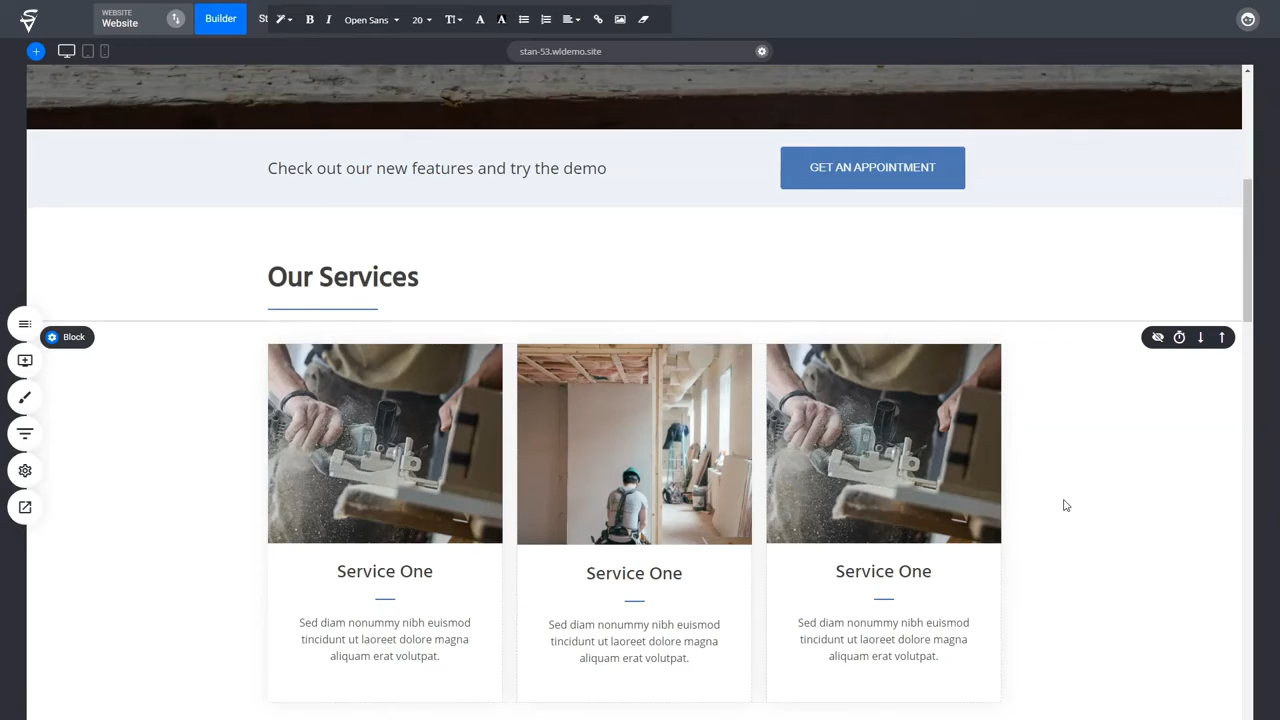 WEBSITE
Website
Builder
St
B
I
Open Sans
20
T
A
A
stan-53.wldemo.site
Check out our new features and try the demo
GET AN APPOINTMENT
Our Services
Block
Service One
Sed diam nonummy nibh euismod
tincidunt ut laoreet dolore magna
aliquam erat volutpat.
Service One
Sed diam nonummy nibh euismod
tincidunt ut laoreet dolore magna
aliquam erat volutpat.
Service One
Sed diam nonummy nibh euismod
tincidunt ut laoreet dolore magna
aliquam erat volutpat.